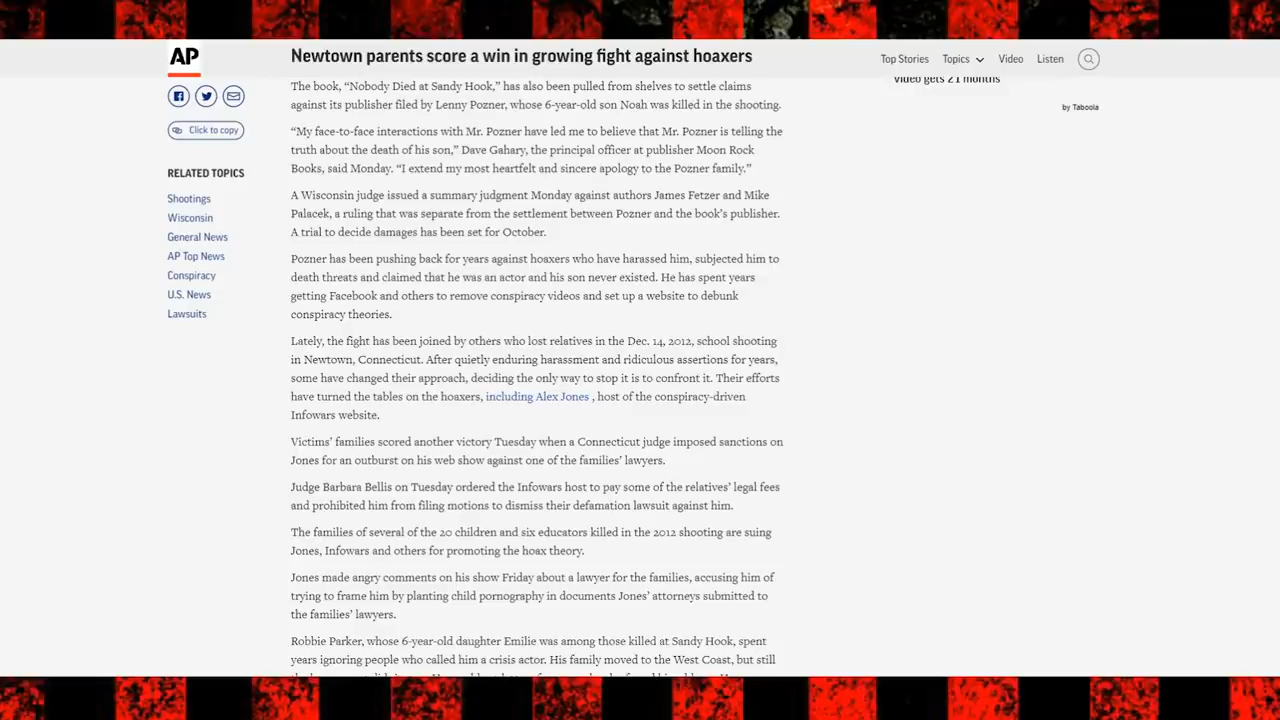 AP
Newtown parents score a win in growing fight against hoaxers
Top Stories Topics Video Listen
Click to copy
RELATED TOPICS
Shootings
Wisconsin
General News
AP Top News
Conspiracy
U.S. News
Lawsuits
The book, “Nobody Died at Sandy Hook,” has also been pulled from shelves to settle claims
against its publisher filed by Lenny Pozner, whose 6-year-old son Noah was killed in the shooting.
“My face-to-face interactions with Mr. Pozner have led me to believe that Mr. Pozner is telling the
truth about the death of his son,” Dave Gahary, the principal officer at publisher Moon Rock
Books, said Monday. “I extend my most heartfelt and sincere apology to the Pozner family.”
A Wisconsin judge issued a summary judgment Monday against authors James Fetzer and Mike
Palacek, a ruling that was separate from the settlement between Pozner and the book’s publisher.
A trial to decide damages has been set for October.
Pozner has been pushing back for years against hoaxers who have harassed him, subjected him to
death threats and claimed that he was an actor and his son never existed. He has spent years
getting Facebook and others to remove conspiracy videos and set up a website to debunk
conspiracy theories.
Lately, the fight has been joined by others who lost relatives in the Dec. 14, 2012, school shooting
in Newtown, Connecticut. After quietly enduring harassment and ridiculous assertions for years,
some have changed their approach, deciding the only way to stop it is to confront it. Their efforts
have turned the tables on the hoaxers, including Alex Jones , host of the conspiracy-driven
Infowars website.
Victims’ families scored another victory Tuesday when a Connecticut judge imposed sanctions on
Jones for an outburst on his web show against one of the families’ lawyers.
Judge Barbara Bellis on Tuesday ordered the Infowars host to pay some of the relatives’ legal fees
and prohibited him from filing motions to dismiss their defamation lawsuit against him.
The families of several of the 20 children and six educators killed in the 2012 shooting are suing
Jones, Infowars and others for promoting the hoax theory.
Jones made angry comments on his show Friday about a lawyer for the families, accusing him of
trying to frame him by planting child pornography in documents Jones’ attorneys submitted to
the families’ lawyers.
Robbie Parker, whose 6-year-old daughter Emilie was among those killed at Sandy Hook, spent
years ignoring people who called him a crisis actor. His family moved to the West Coast, but still
video gets 21 months
by Taboola